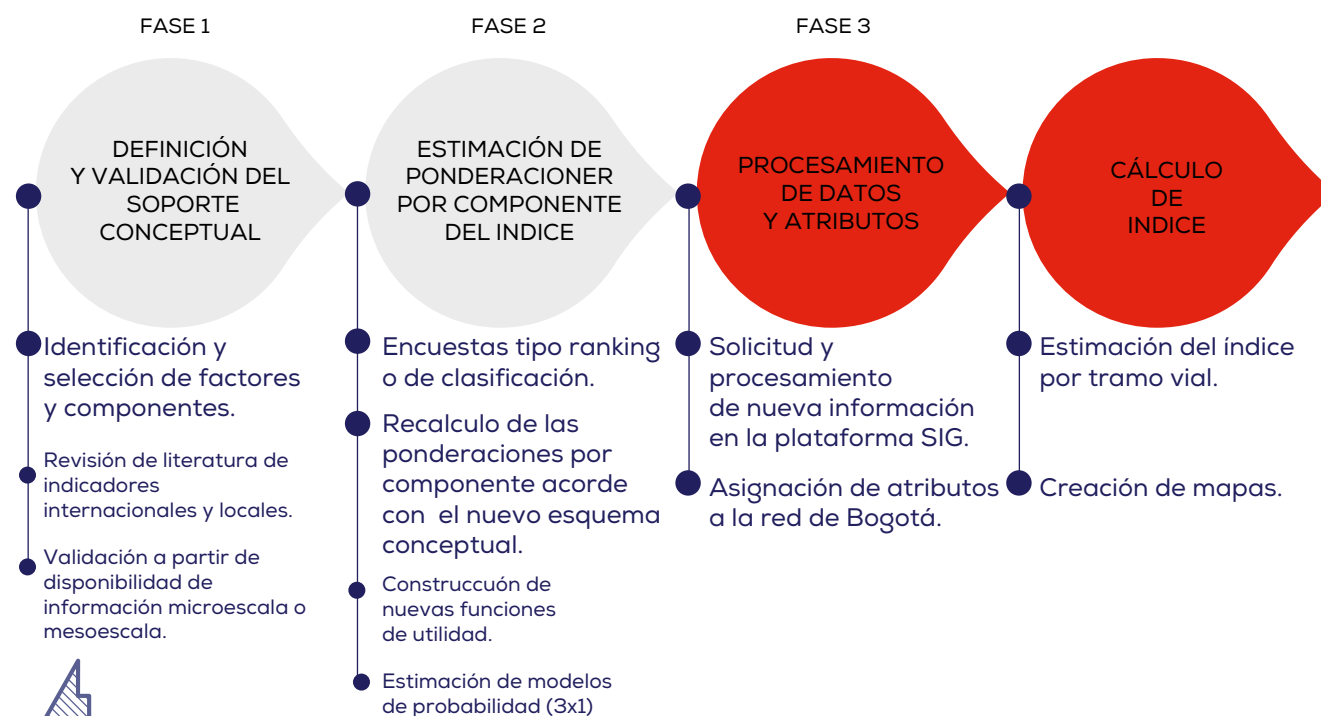 FASE 1
DEFINICIÓN
Y VALIDACIÓN DEL
SOPORTE
CONCEPTUAL
Identificación y
selección de factores
y componentes.
Revisión de literatura de
indicadores
internacionales y locales.
Validación a partir de
disponibilidad de
información microescala o
mesoescala.
FASE 2
ESTIMACIÓN DE
PONDERACIONER
POR COMPONENTE
DEL INDICE
Encuestas tipo ranking
o de clasificación.
Recalculo de las
ponderaciones por
componente acorde
con el nuevo esquema
conceptual.
Construccuón de
nuevas funciones
de utilidad.
Estimación de modelos
de probabilidad (3x1)
FASE 3
PROCESAMIENTO
DE DATOS
Y ATRIBUTOS
Solicitud y
procesamiento
de nueva información
en la plataforma SIG.
Asignación de atributos
a la red de Bogotá.
CÁLCULO
DE
INDICE
Estimación del índice
por tramo vial.
Creación de mapas.